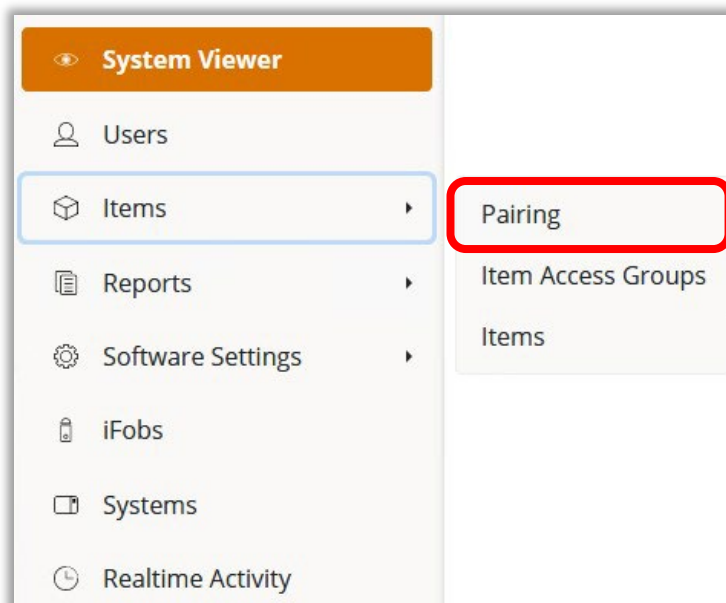 System Viewer
Users
Items
Reports
Software Settings
iFobs
Systems
Realtime Activity
Pairing
Item Access Groups
Items